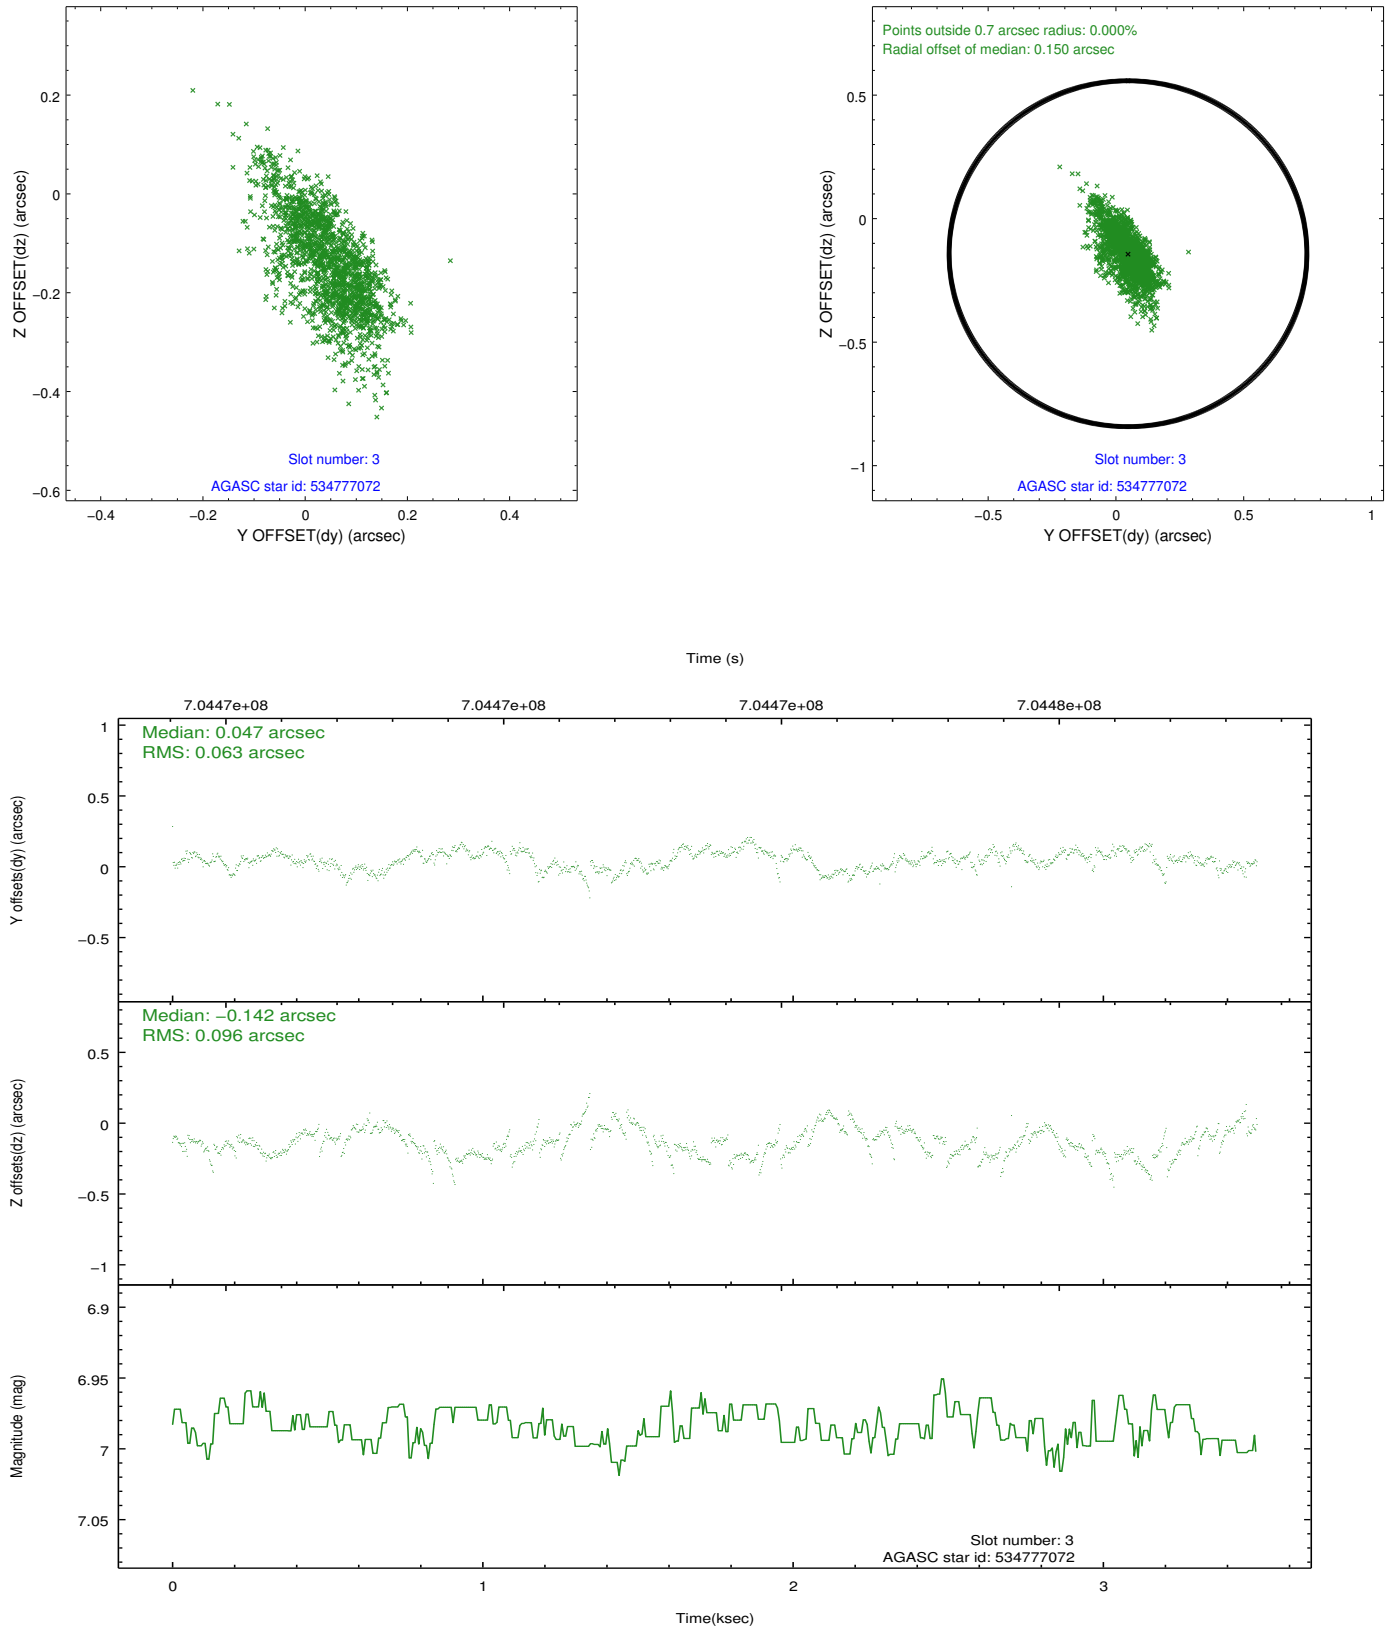 0.2
0
−0.2
−0.4
−0.6
Z OFFSET(dz) (arcsec)
Slot number: 3
AGASC star id: 534777072
−0.4 −0.2 0 0.2 0.4
Y OFFSET(dy) (arcsec)
Points outside 0.7 arcsec radius: 0.000%
Radial offset of median: 0.150 arcsec
0.5
0
−0.5
−1
Z OFFSET(dz) (arcsec)
Slot number: 3
AGASC star id: 534777072
−0.5 0 0.5 1
Y OFFSET(dy) (arcsec)
Time (s)
7.0447e+08 7.0447e+08 7.0447e+08 7.0448e+08
Median: 0.047 arcsec
RMS: 0.063 arcsec
1
0.5
0
−0.5
Y offsets(dy) (arcsec)
Median: −0.142 arcsec
RMS: 0.096 arcsec
0.5
0
−0.5
−1
Z offsets(dz) (arcsec)
6.9
6.95
7
7.05
Magnitude (mag)
Slot number: 3
AGASC star id: 534777072
0 1 2 3
Time(ksec)